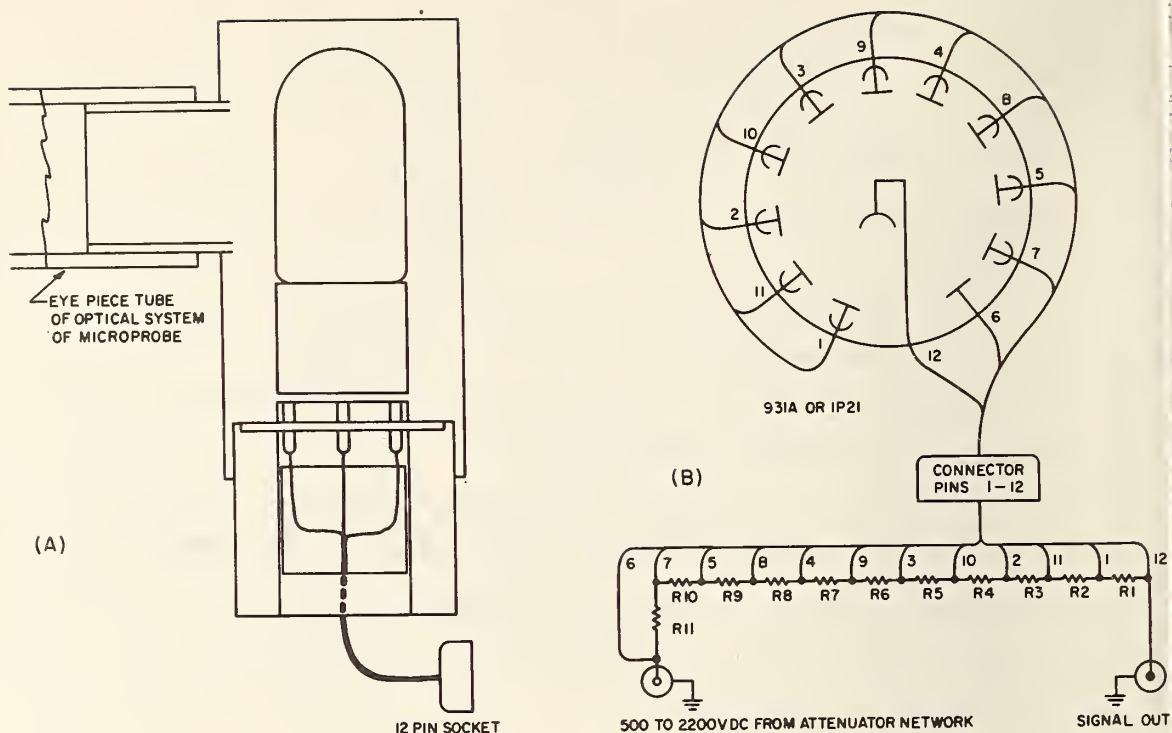 EYE PIECE TUBE
OF OPTICAL SYSTEM
OF MICROPROBE
(A)
12 PIN SOCKET
9
4
3
8
10
5
2
7
11
6
1
12
931A OR 1P21
(B)
CONNECTOR
PINS 1-12
6 7 5 8 4 9 3 10 2 11 1 12
R10 R9 R8 R7 R6 R5 R4 R3 R2 R1
R11
500 TO 2200V DC FROM ATTENUATOR NETWORK
SIGNAL OUT